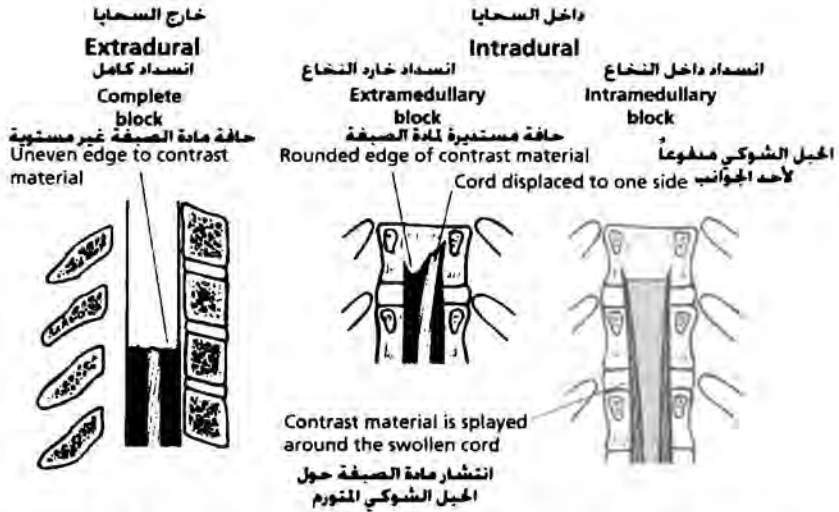 خارج السحايا
Extradural
انسداد كامل
Complete
block
حافة مادة الصبغة غير مستوية
Uneven edge to contrast
material
داخل السحايا
Intradural
انسداد خارد النخاع
Extramedullary
block
حافة مستديرة لمادة الصبغة
Rounded edge of contrast material
انسداد داخل النخاع
Intramedullary
block
الحبل الشوكي مدفوعاً
لأحد الجوانب
Cord displaced to one side
Contrast material is splayed
around the swollen cord
انتشار مادة الصبغة حول
الحبل الشوكي المتورم